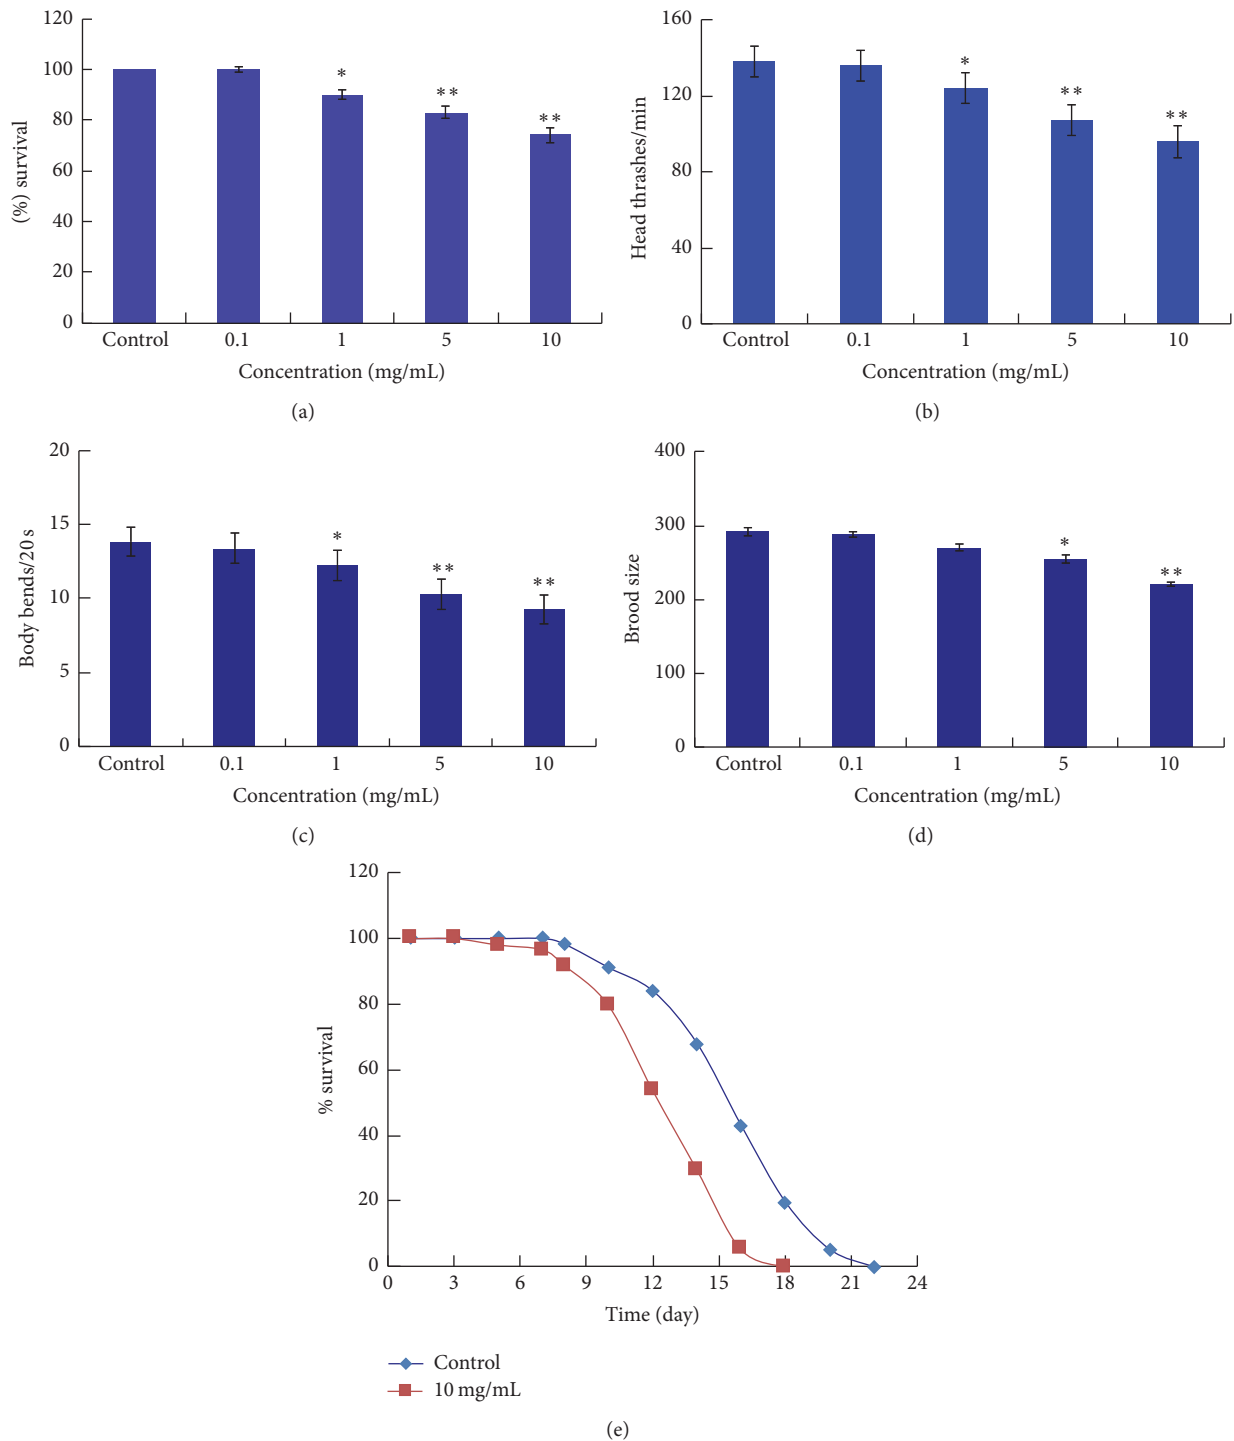 120
100
80
60
40
20
0
(%) survival
*
**
**
Control 0.1 1 5 10
Concentration (mg/mL)
(a)
160
120
80
40
0
Head thrashes/min
*
**
**
Control 0.1 1 5 10
Concentration (mg/mL)
(b)
20
15
10
5
0
Body bends/20 s
*
**
**
Control 0.1 1 5 10
Concentration (mg/mL)
(c)
400
300
200
100
0
Brood size
*
**
Control 0.1 1 5 10
Concentration (mg/mL)
(d)
120
100
80
60
40
20
0
% survival
0 3 6 9 12 15 18 21 24
Time (day)
Control
10 mg/mL
(e)